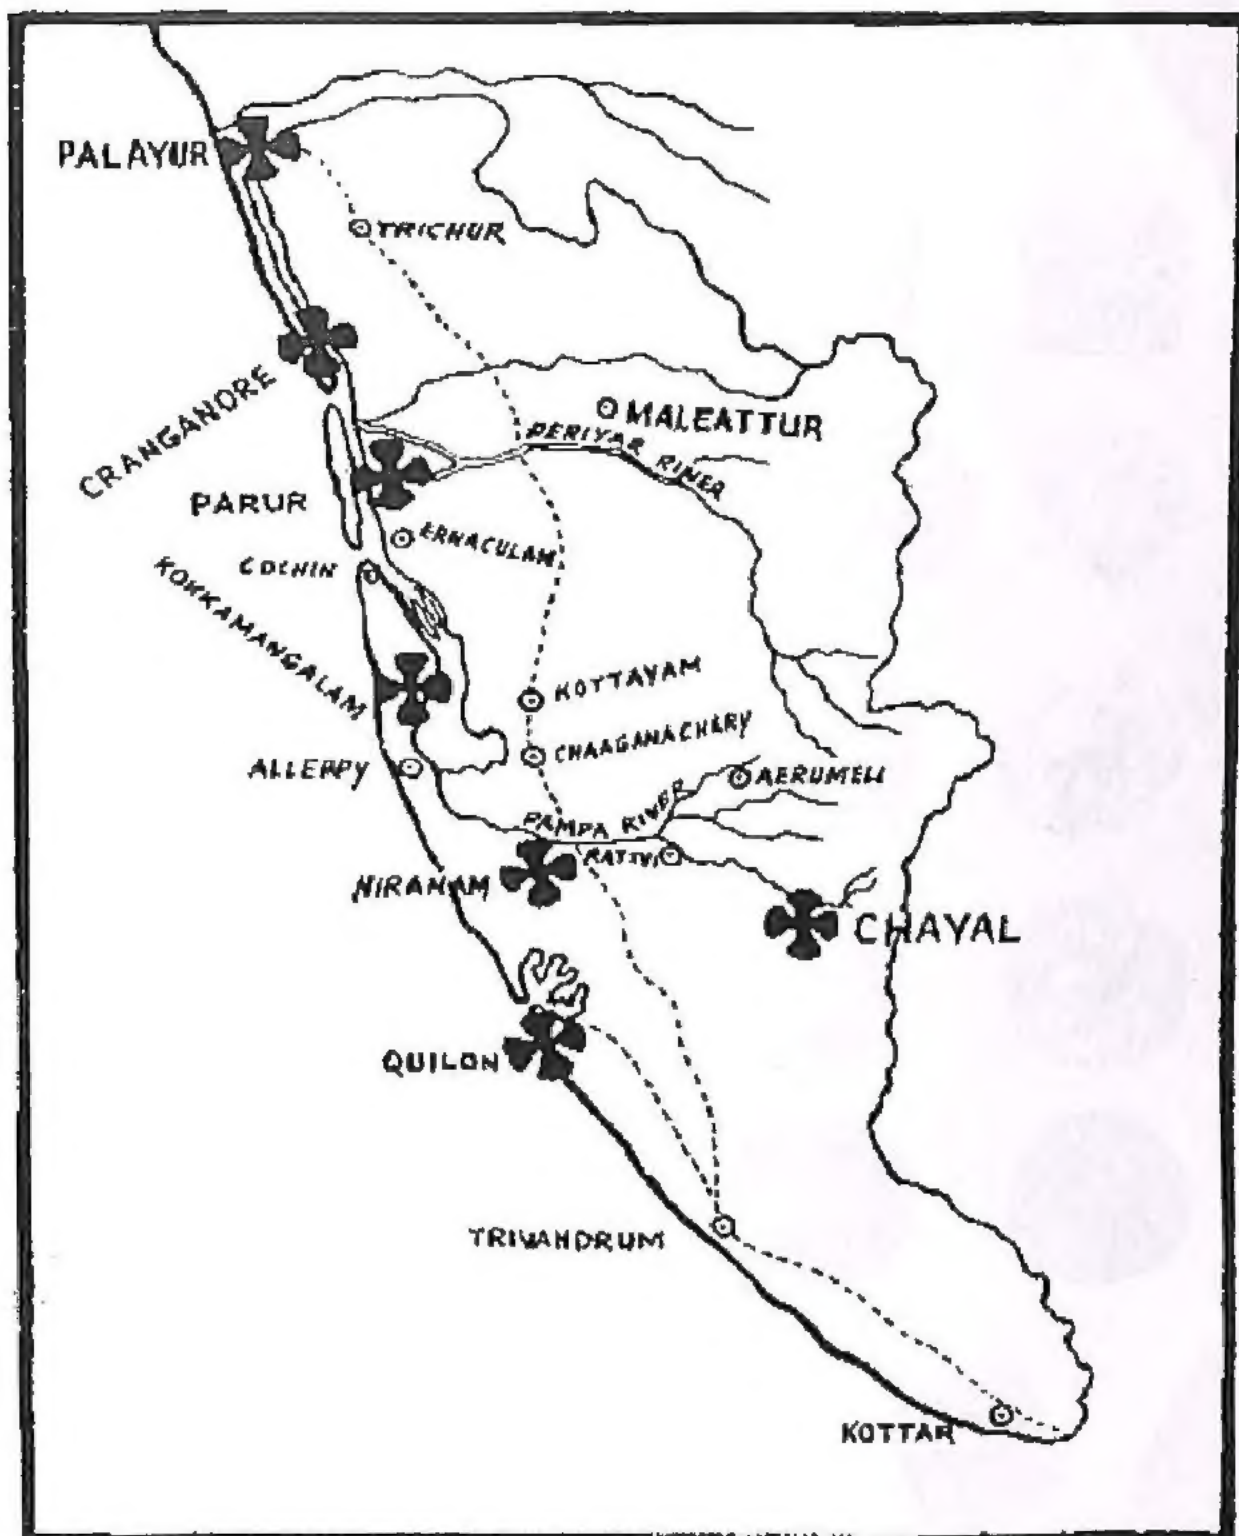 PALAYUR
TRICHUR
CRANGANORE
MALEATTUR
PERIYAR RIVER
PARUR
ERNACULAM
COCHIN
KOKKAMANGALAM
KOTTAYAM
CHAAGANACHERY
ALLEPPY
AERUMELI
PAMPA RIVER
NIRANAM
CHAYAL
QUILON
TRIVANDRUM
KOTTAR